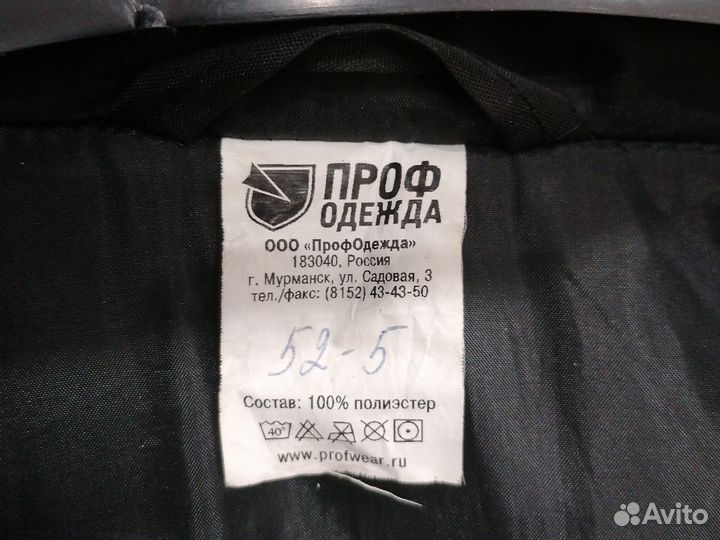 ПРОФ
ОДЕЖДА
ООО «ПрофОдежда»
183040, Россия
г. Мурманск, ул. Садовая, 3
тел./факс: (8152) 43-43-50
52-5
Состав: 100% полиэстер
40°
www.profwear.ru
Avito